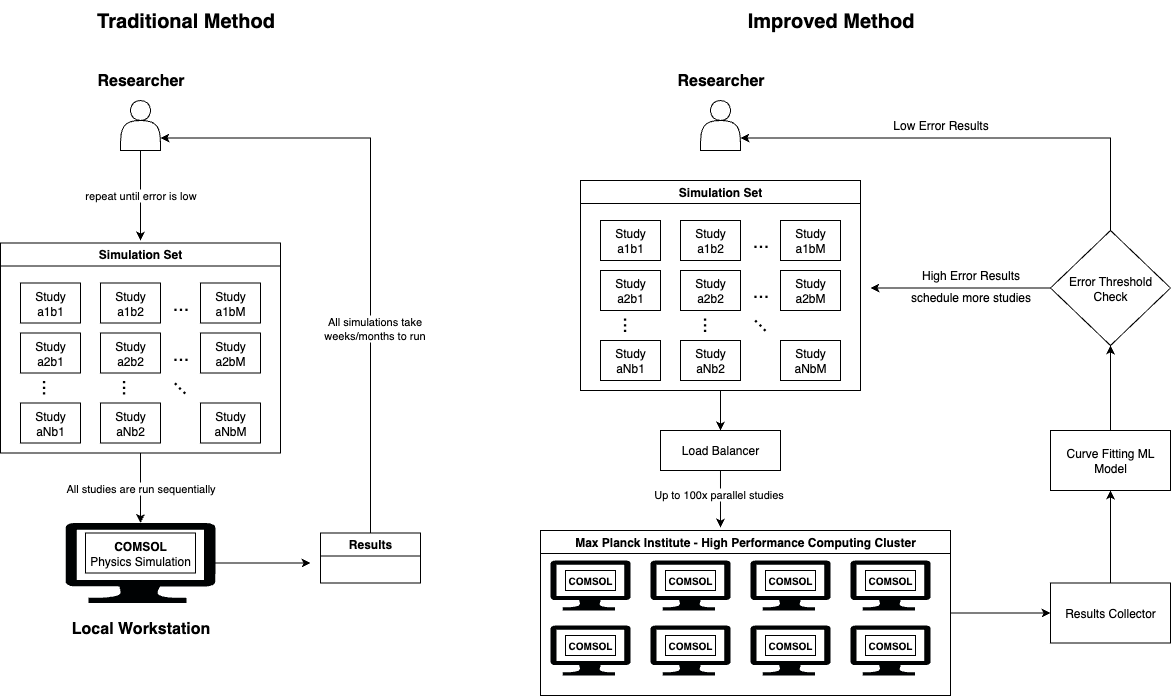 Traditional Method
Researcher
repeat until error is low
Simulation Set
Study
a1b1
Study
a1b2
...
Study
a1bM
Study
a2b1
Study
a2b2
...
Study
a2bM
Study
aNb1
Study
aNb2
Study
aNbM
All studies are run sequentially
COMSOL
Physics Simulation
Local Workstation
Results
All simulations take
weeks/months to run
Improved Method
Researcher
Low Error Results
Simulation Set
Study
a1b1
Study
a1b2
...
Study
a1bM
Study
a2b1
Study
a2b2
...
Study
a2bM
Study
aNb1
Study
aNb2
Study
aNbM
Load Balancer
Up to 100x parallel studies
Max Planck Institute - High Performance Computing Cluster
COMSOL
COMSOL
COMSOL
COMSOL
COMSOL
COMSOL
COMSOL
COMSOL
Results Collector
Curve Fitting ML
Model
Error Threshold
Check
High Error Results
schedule more studies